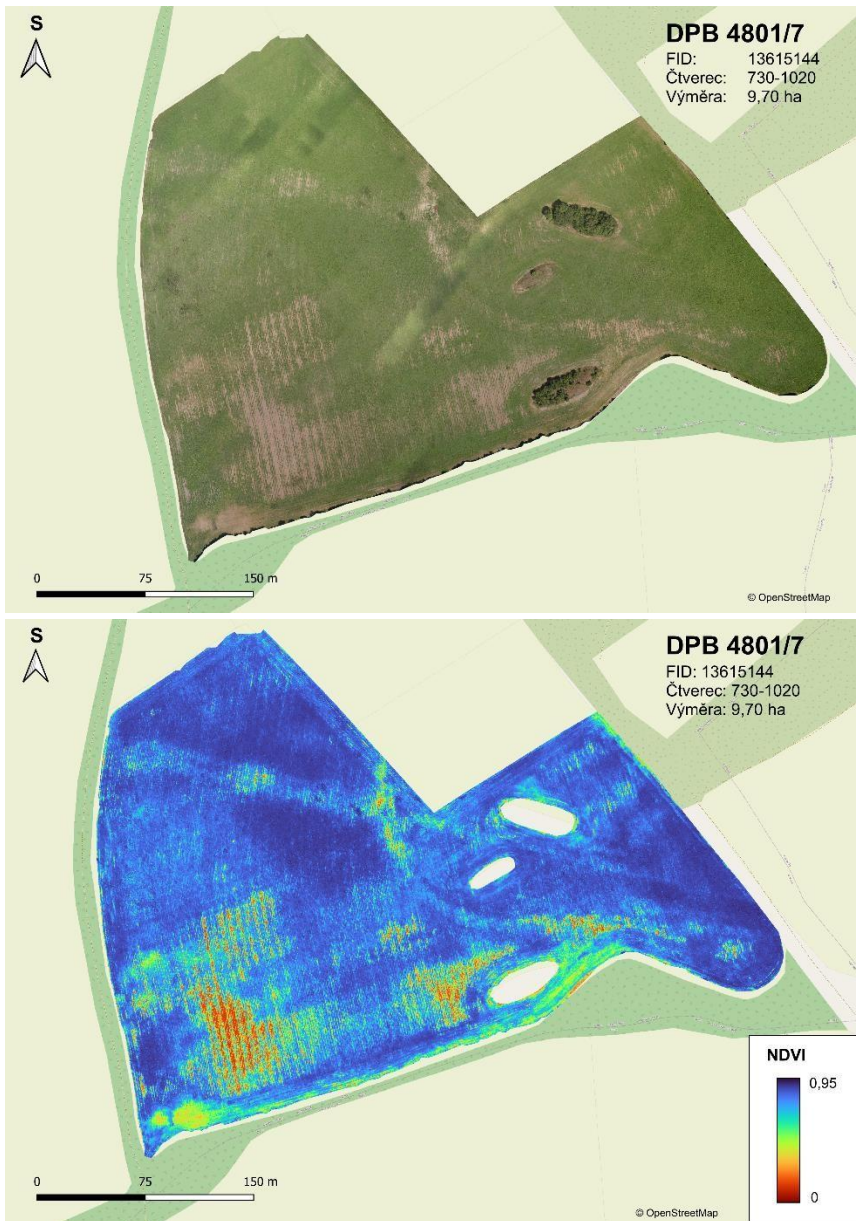 S
DPB 4801/7
FID: 13615144
Čtverec: 730-1020
Výměra: 9,70 ha
0 75 150 m
© OpenStreetMap
S
DPB 4801/7
FID: 13615144
Čtverec: 730-1020
Výměra: 9,70 ha
NDVI
0,95
0
0 75 150 m
© OpenStreetMap